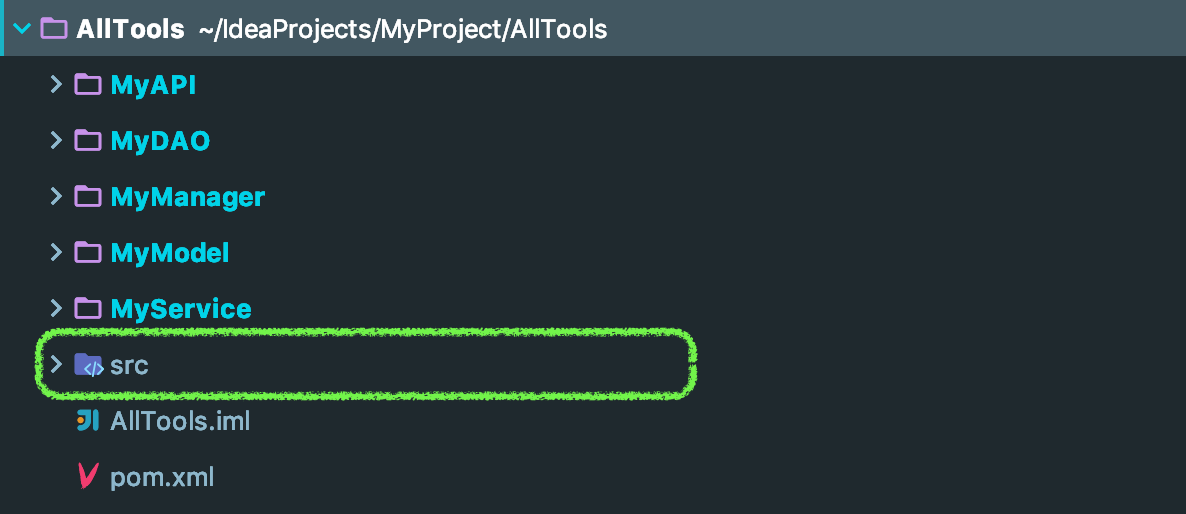 AllTools ~/IdeaProjects/MyProject/AllTools
MyAPI
MyDAO
MyManager
MyModel
MyService
src
AllTools.iml
pom.xml